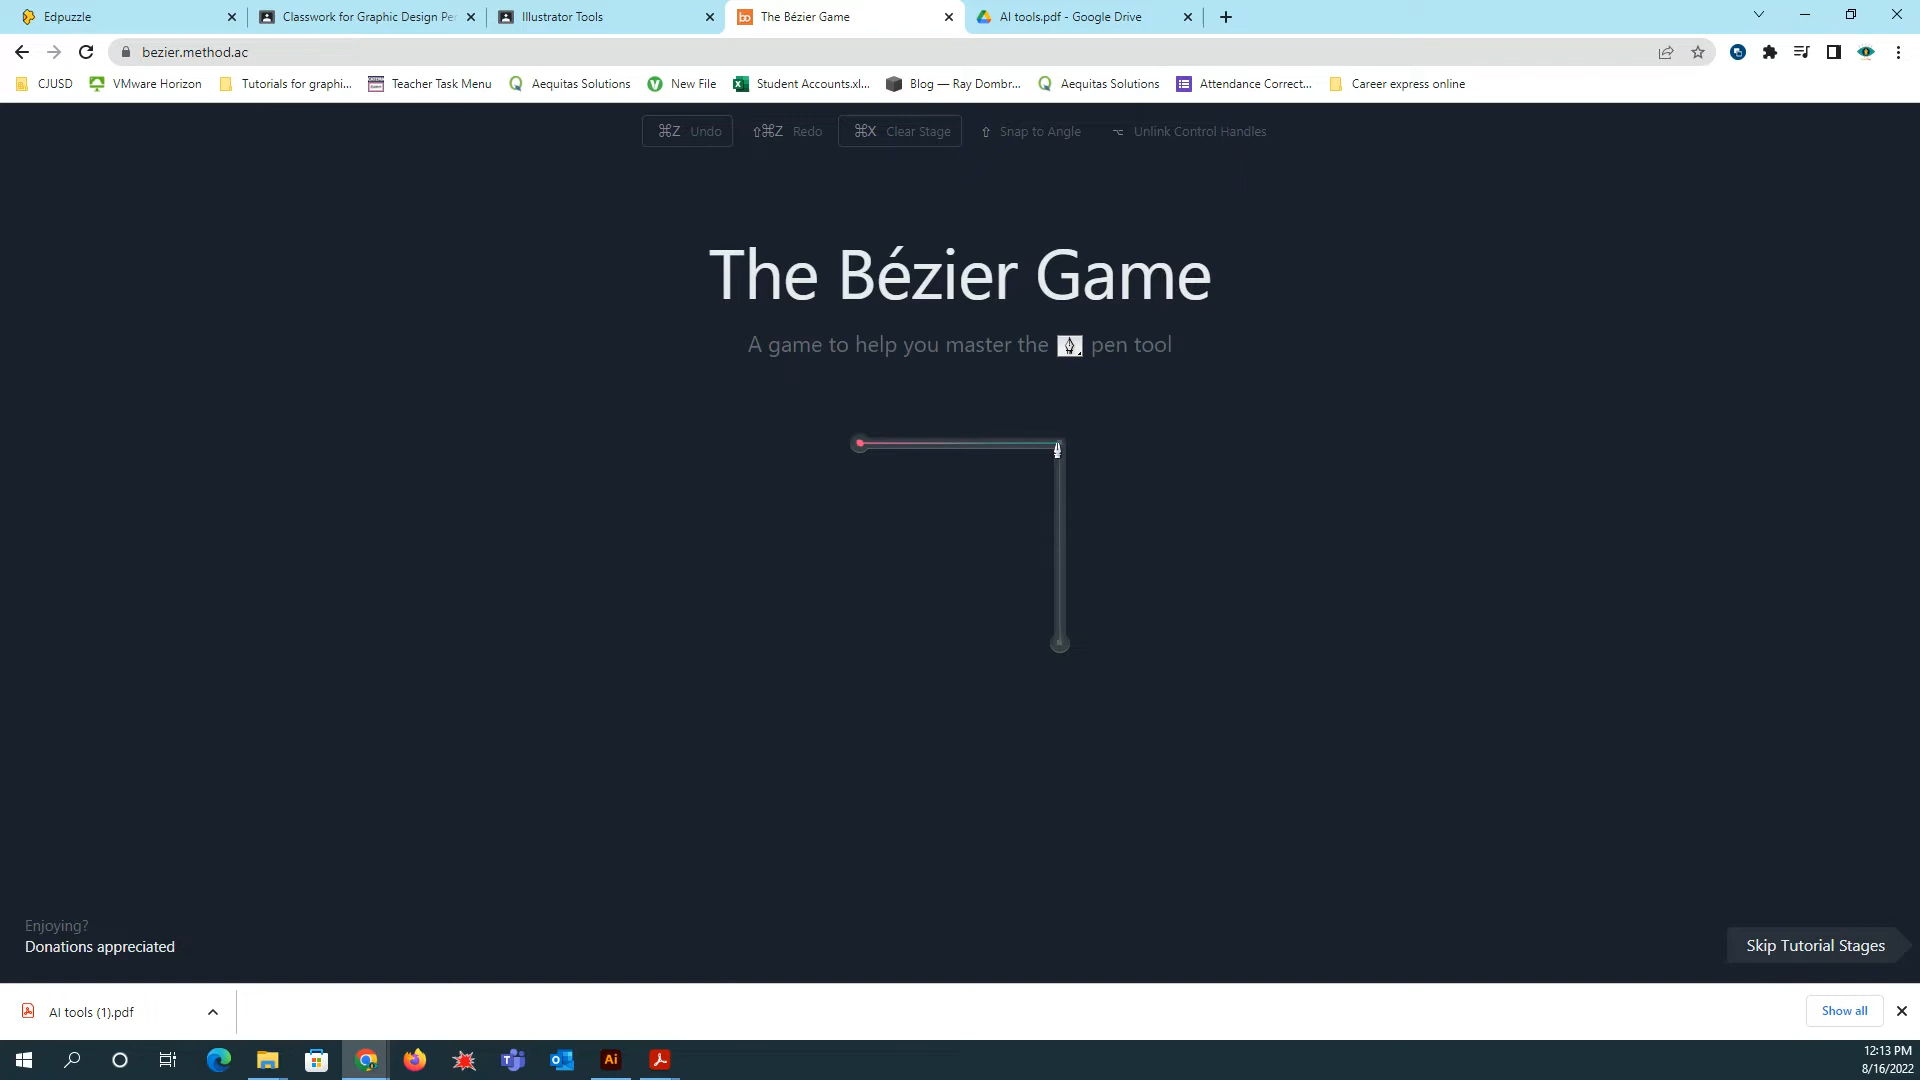 Edpuzzle
Classwork for Graphic Design Per
Illustrator Tools
The Bézier Game
AI tools.pdf - Google Drive
bezier.method.ac
CJUSD
VMware Horizon
Tutorials for graphi...
Teacher Task Menu
Aequitas Solutions
New File
Student Accounts.xl...
Blog — Ray Dombr...
Aequitas Solutions
Attendance Correct...
Career express online
⌘Z Undo
⇧⌘Z Redo
⌘X Clear Stage
⇧ Snap to Angle
⌥ Unlink Control Handles
The Bézier Game
A game to help you master the pen tool
Enjoying?
Donations appreciated
Skip Tutorial Stages
AI tools (1).pdf
Show all
Ai
12:13 PM
8/16/2022